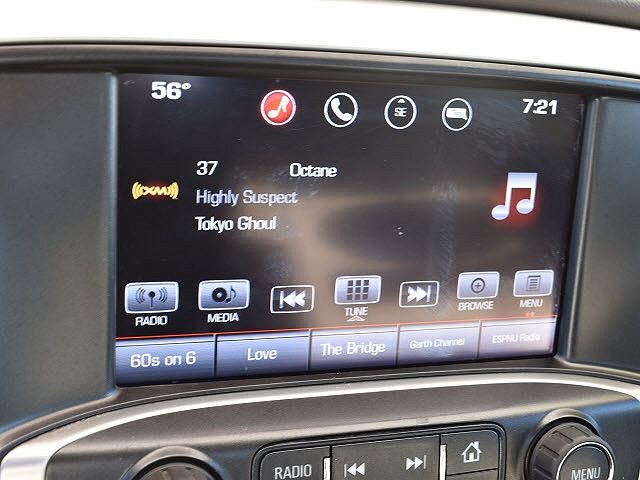 56°
SE
7:21
37 Octane
XM
Highly Suspect
Tokyo Ghoul
RADIO
MEDIA
TUNE
BROWSE
MENU
60s on 6
Love
The Bridge
Garth Channel
ESPNU Radio
RADIO
MENU